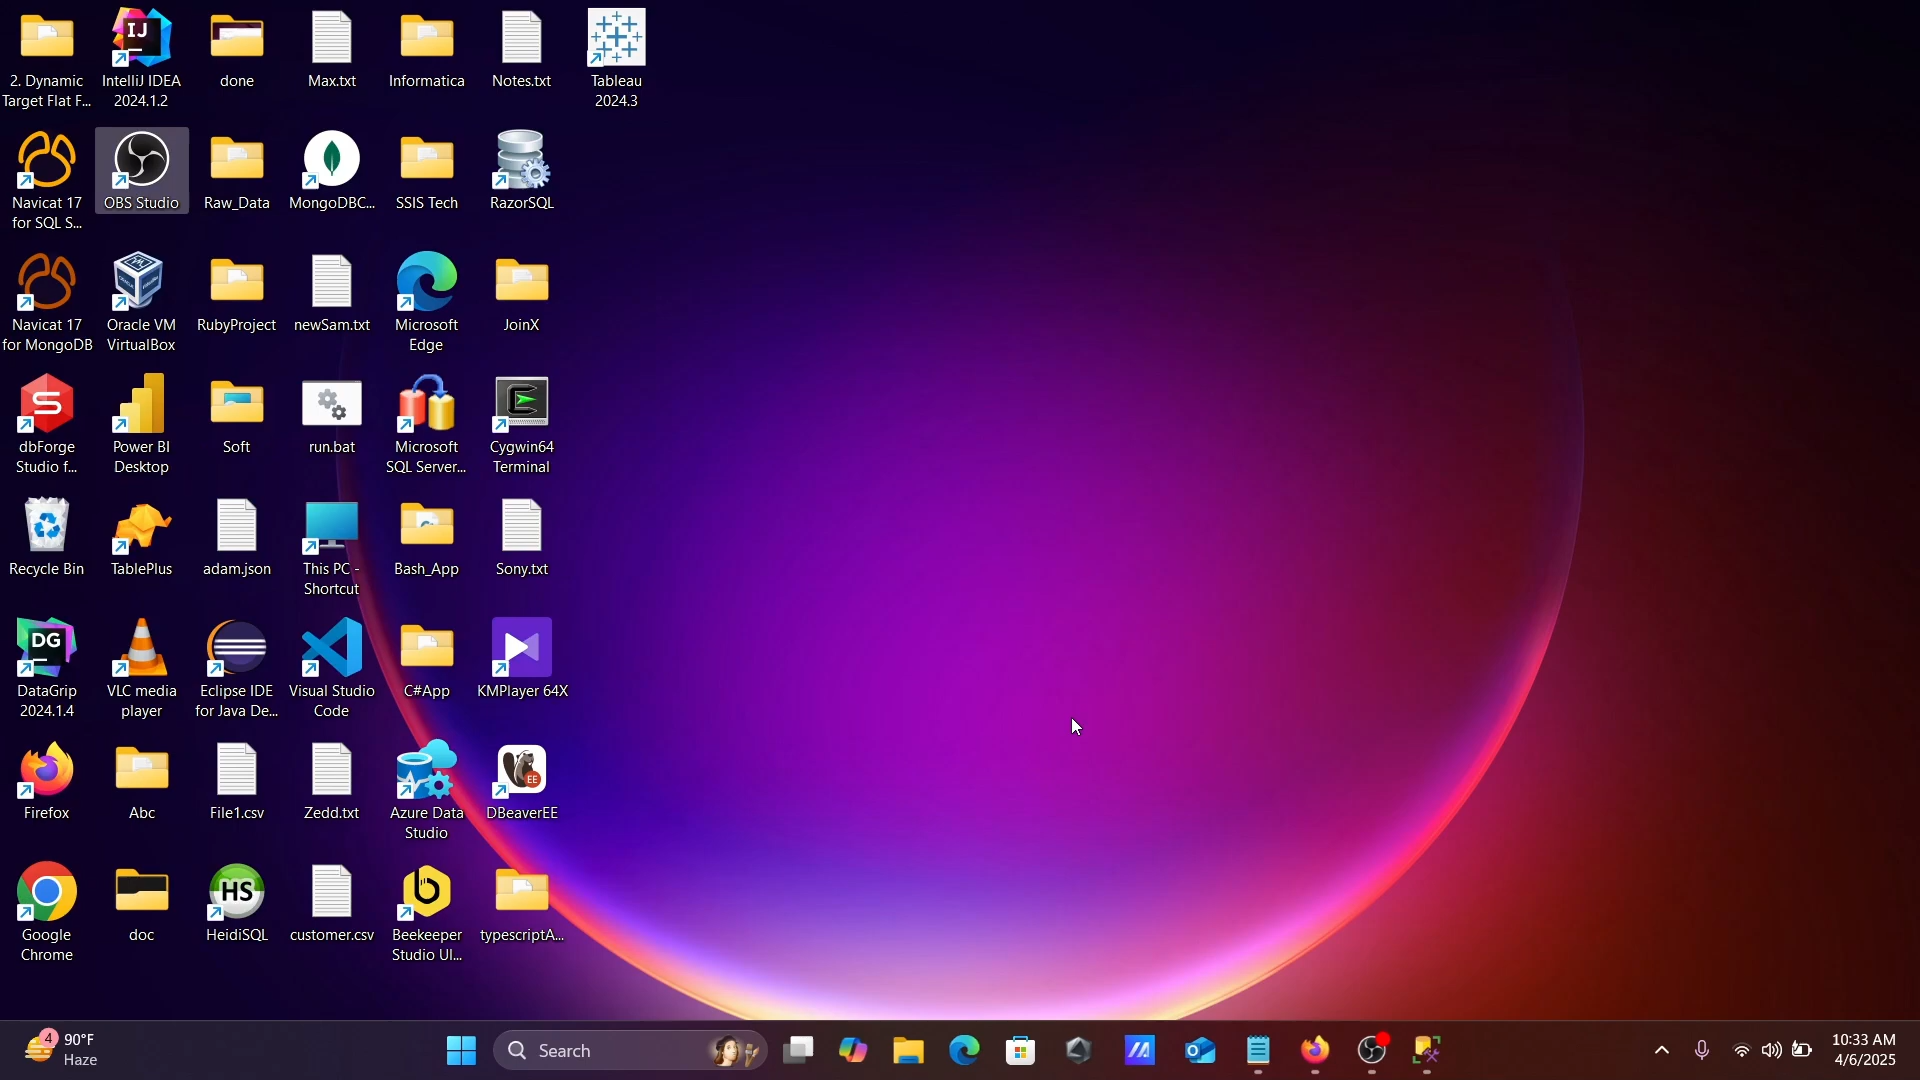 2. Dynamic
Target Flat F...
IntelliJ IDEA
2024.1.2
done
Max.txt
Informatica
Notes.txt
Tableau
2024.3
Navicat 17
for SQL S...
OBS Studio
Raw_Data
MongoDBC...
SSIS Tech
RazorSQL
Navicat 17
for MongoDB
Oracle VM
VirtualBox
RubyProject
newSam.txt
Microsoft
Edge
JoinX
dbForge
Studio f...
Power BI
Desktop
Soft
run.bat
Microsoft
SQL Server...
Cygwin64
Terminal
Recycle Bin
TablePlus
adam.json
This PC -
Shortcut
Bash_App
Sony.txt
DG
DataGrip
2024.1.4
VLC media
player
Eclipse IDE
for Java De...
Visual Studio
Code
C#App
KMPlayer 64X
Firefox
Abc
File1.csv
Zedd.txt
Azure Data
Studio
EE
DBeaverEE
Google
Chrome
doc
HS
HeidiSQL
customer.csv
Beekeeper
Studio Ul...
typescriptA...
4
90°F
Haze
Search
10:33 AM
4/6/2025